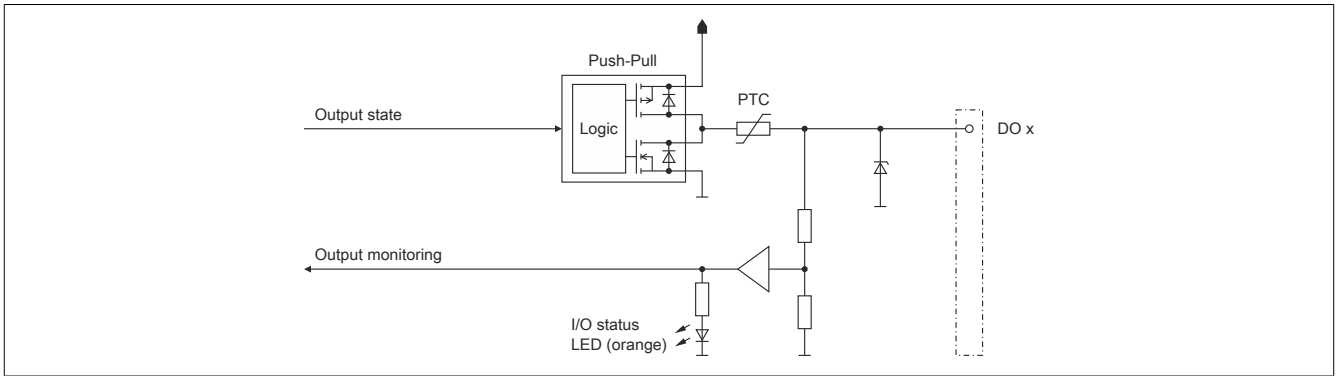 Push-Pull
PTC
Output state
Logic
DO x
Output monitoring
I/O status
LED (orange)